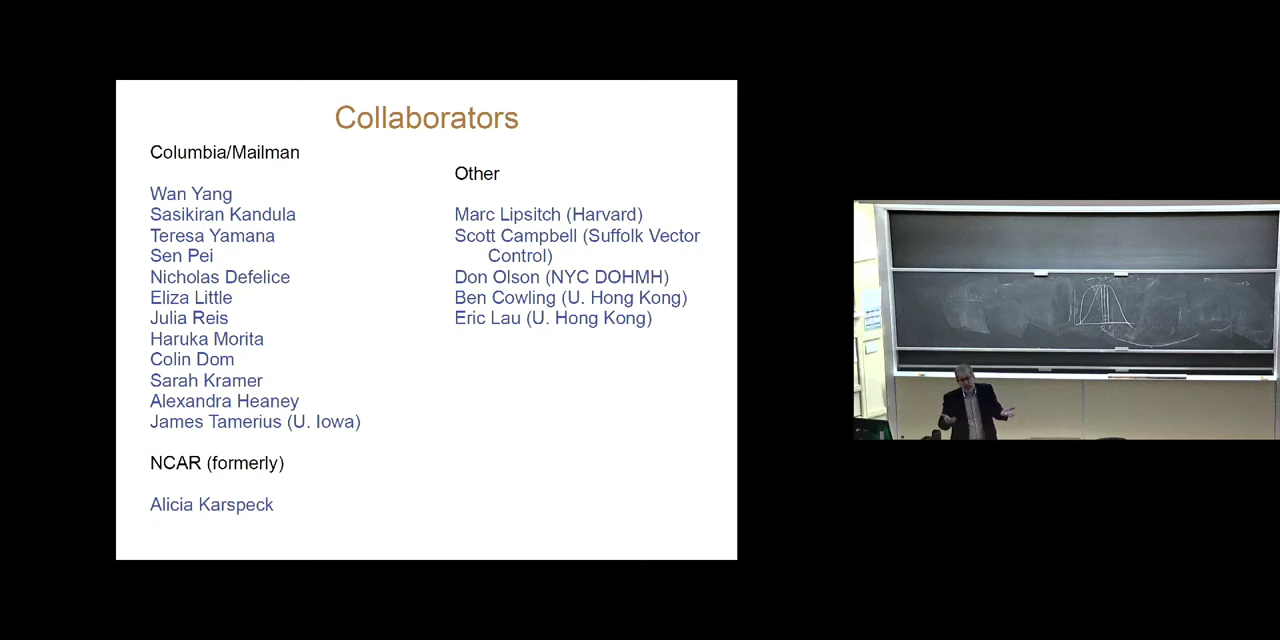 Collaborators
Columbia/Mailman
Wan Yang
Sasikiran Kandula
Teresa Yamana
Sen Pei
Nicholas Defelice
Eliza Little
Julia Reis
Haruka Morita
Colin Dom
Sarah Kramer
Alexandra Heaney
James Tamerius (U. Iowa)
NCAR (formerly)
Alicia Karspeck
Other
Marc Lipsitch (Harvard)
Scott Campbell (Suffolk Vector
Control)
Don Olson (NYC DOHMH)
Ben Cowling (U. Hong Kong)
Eric Lau (U. Hong Kong)